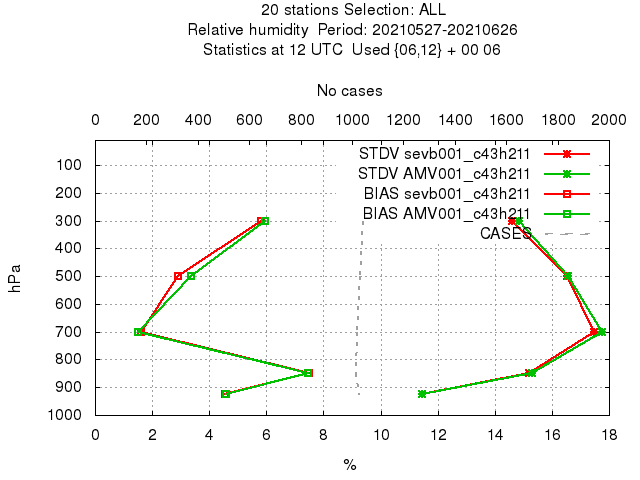 20 stations Selection: ALL
Relative humidity  Period: 20210527-20210626
Statistics at 12 UTC  Used {06,12} + 00 06
No cases
0 200 400 600 800 1000 1200 1400 1600 1800 2000
STDV sevb001_c43h211
STDV AMV001_c43h211
BIAS sevb001_c43h211
BIAS AMV001_c43h211
CASES
hPa
100
200
300
400
500
600
700
800
900
1000
0 2 4 6 8 10 12 14 16 18
%